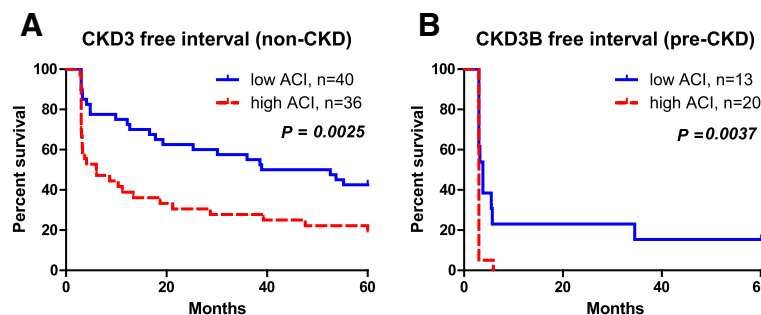 A
CKD3 free interval (non-CKD)
Percent survival
100
80
60
40
20
0
low ACI, n=40
high ACI, n=36
P = 0.0025
0 20 40 60
Months
B
CKD3B free interval (pre-CKD)
Percent survival
100
80
60
40
20
0
low ACI, n=13
high ACI, n=20
P =0.0037
0 20 40 60
Months